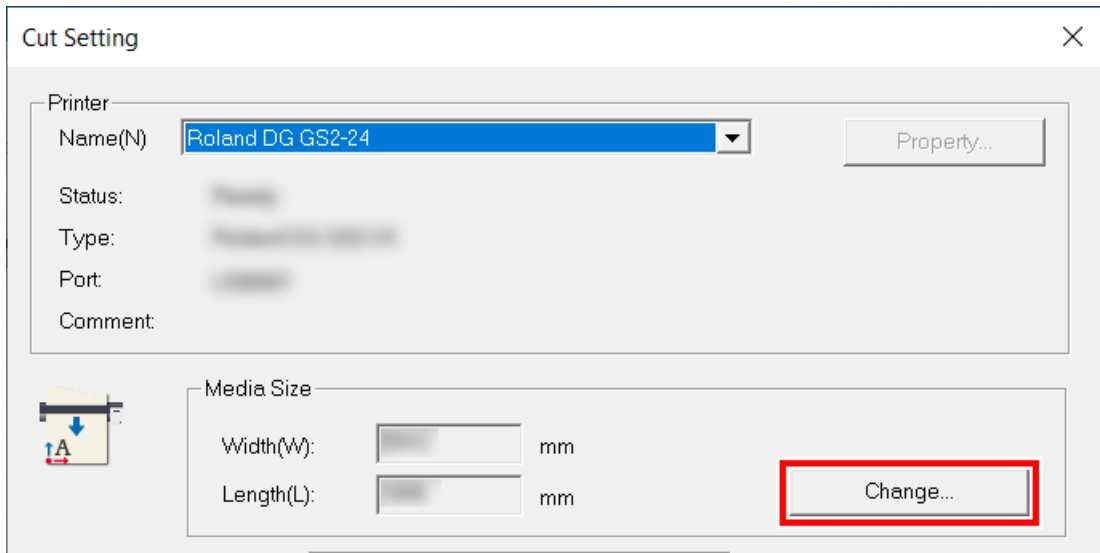 Cut Setting
Printer
Name(N) Roland DG GS2-24 Property...
Status:
Type:
Port:
Comment:
Media Size
A
Width(W): mm
Length(L): mm
Change...